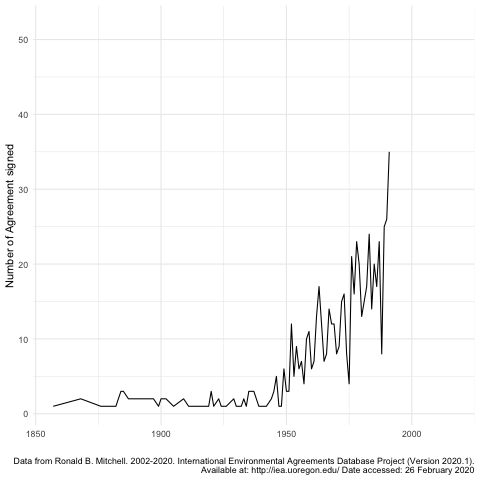 50
40
30
20
10
0
Number of Agreement signed
1850 1900 1950 2000
Data from Ronald B. Mitchell. 2002-2020. International Environmental Agreements Database Project (Version 2020.1).
Available at: http://iea.uoregon.edu/ Date accessed: 26 February 2020